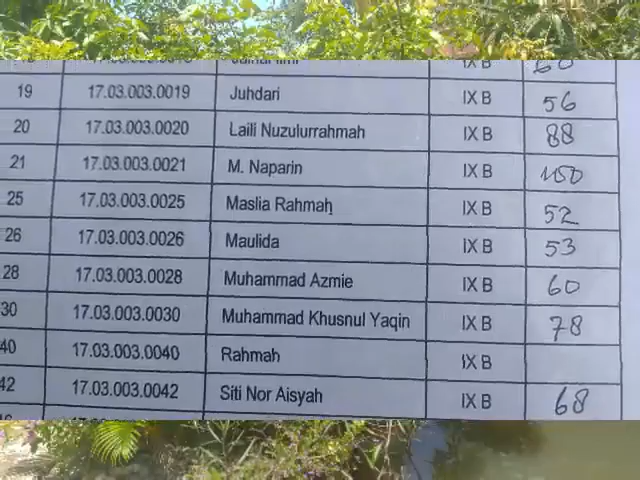 IX B 60
19 17.03.003.0019 Juhdari IX B 56
20 17.03.003.0020 Laili Nuzulurrahmah IX B 88
21 17.03.003.0021 M. Naparin IX B 100
25 17.03.003.0025 Maslia Rahmah IX B 52
26 17.03.003.0026 Maulida IX B 53
28 17.03.003.0028 Muhammad Azmie IX B 60
30 17.03.003.0030 Muhammad Khusnul Yaqin IX B 78
40 17.03.003.0040 Rahmah IX B
42 17.03.003.0042 Siti Nor Aisyah IX B 68